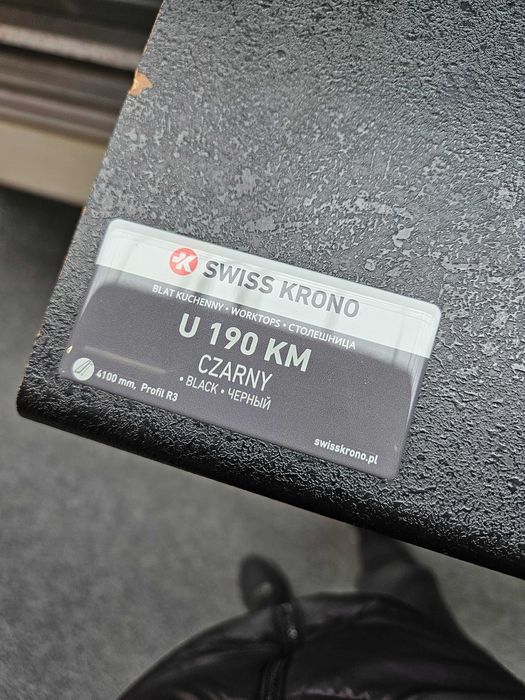 SWISS KRONO
BLAT KUCHENNY • WORKTOPS • СТОЛЕШНИЦА
U 190 KM
CZARNY
• BLACK • ЧЕРНЫЙ
4100 mm, Profil R3
swisskrono.pl